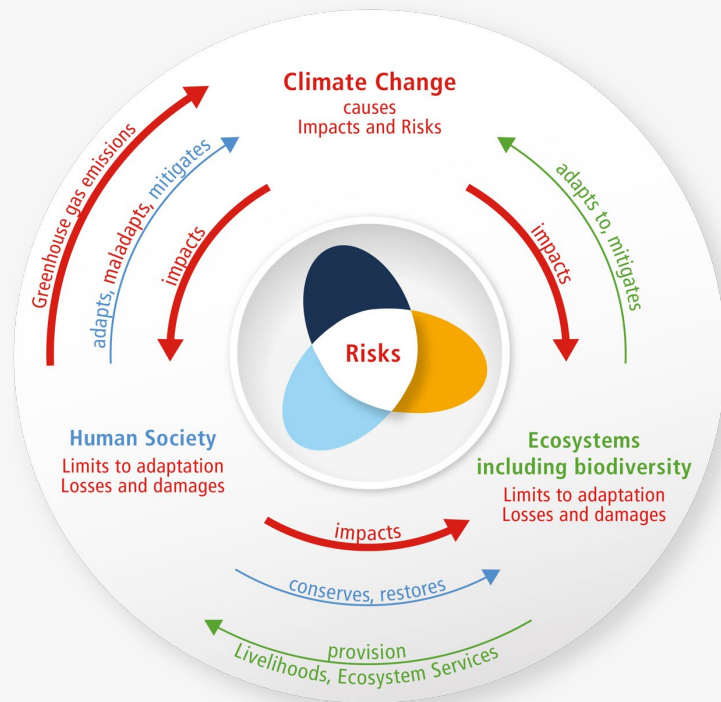 Climate Change
causes
Impacts and Risks
Greenhouse gas emissions
adapts, maladapts, mitigates
impacts
impacts
adapts to, mitigates
Risks
Human Society
Limits to adaptation
Losses and damages
Ecosystems
including biodiversity
Limits to adaptation
Losses and damages
impacts
conserves, restores
provision
Livelihoods, Ecosystem Services